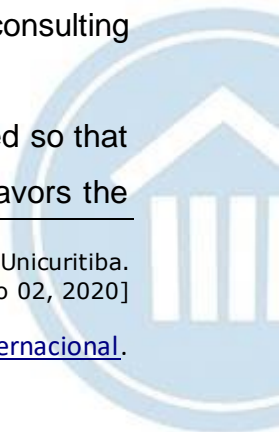 consulting
ed so that
avors the
Unicuritiba.
o 02, 2020]
ernacional.